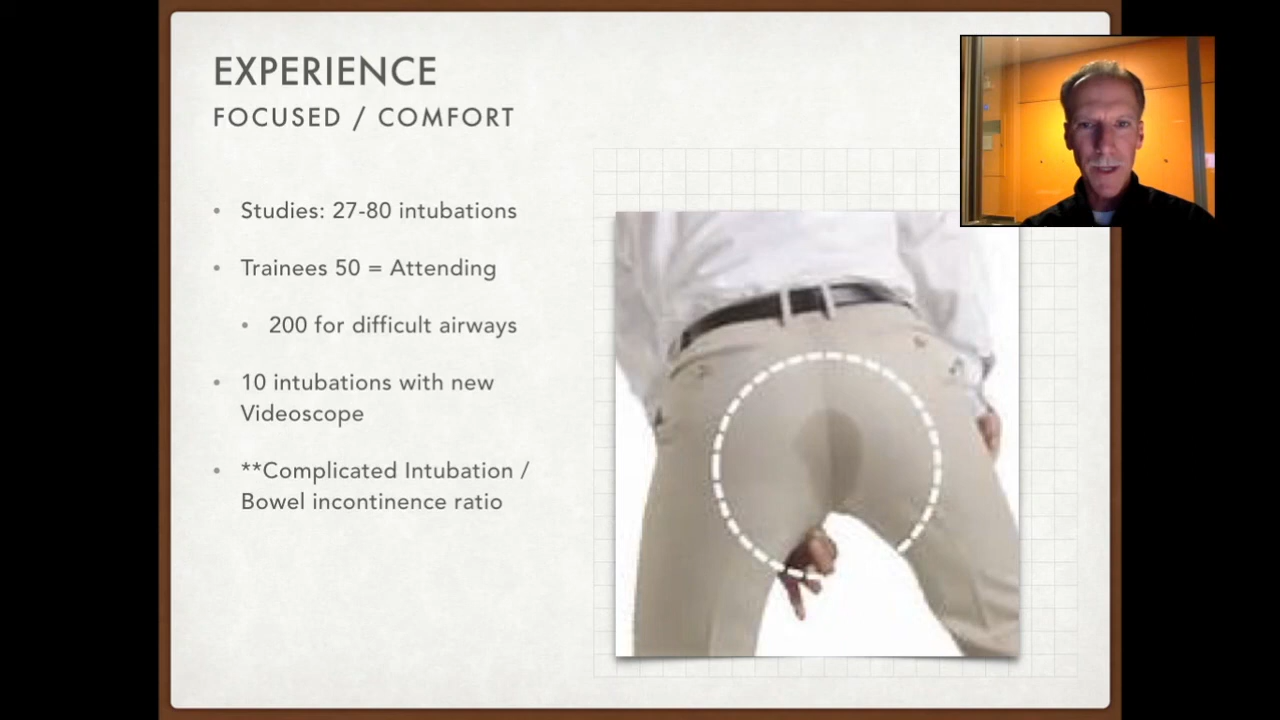 EXPERIENCE
FOCUSED / COMFORT
• Studies: 27-80 intubations
• Trainees 50 = Attending
• 200 for difficult airways
• 10 intubations with new
Videoscope
• **Complicated Intubation /
Bowel incontinence ratio